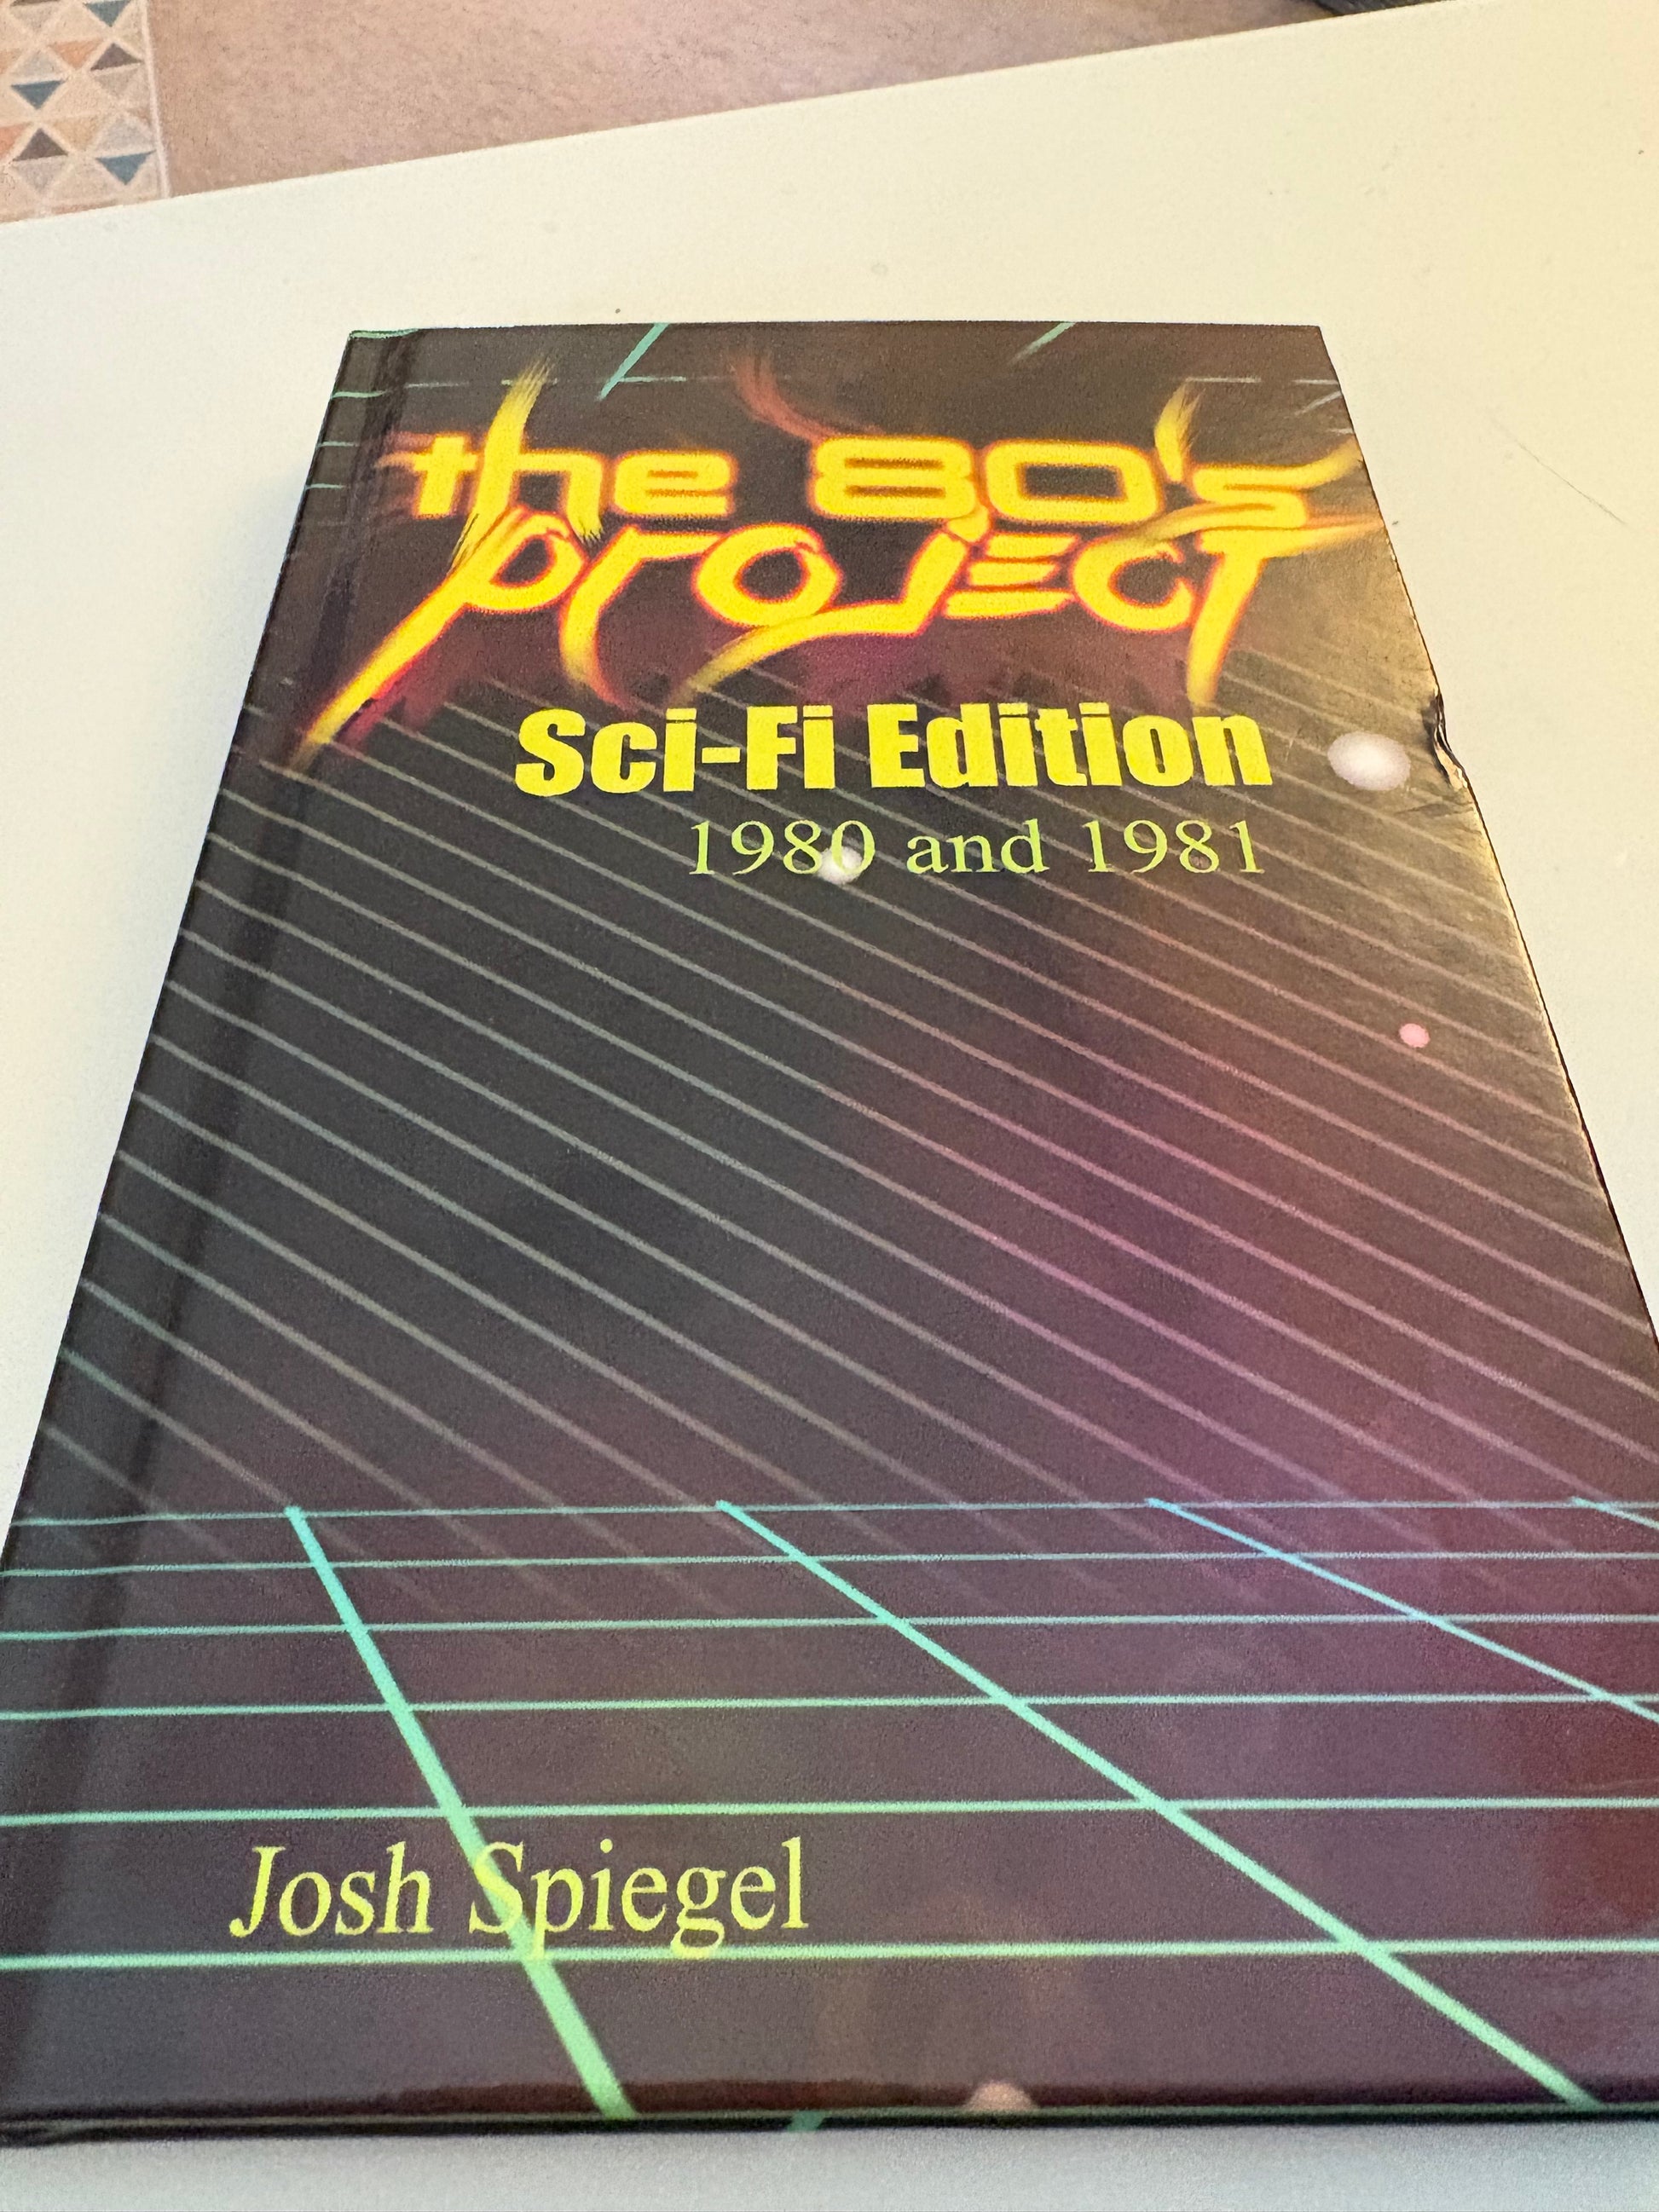 the 80's
project
Sci-Fi Edition
1980 and 1981
Josh Spiegel